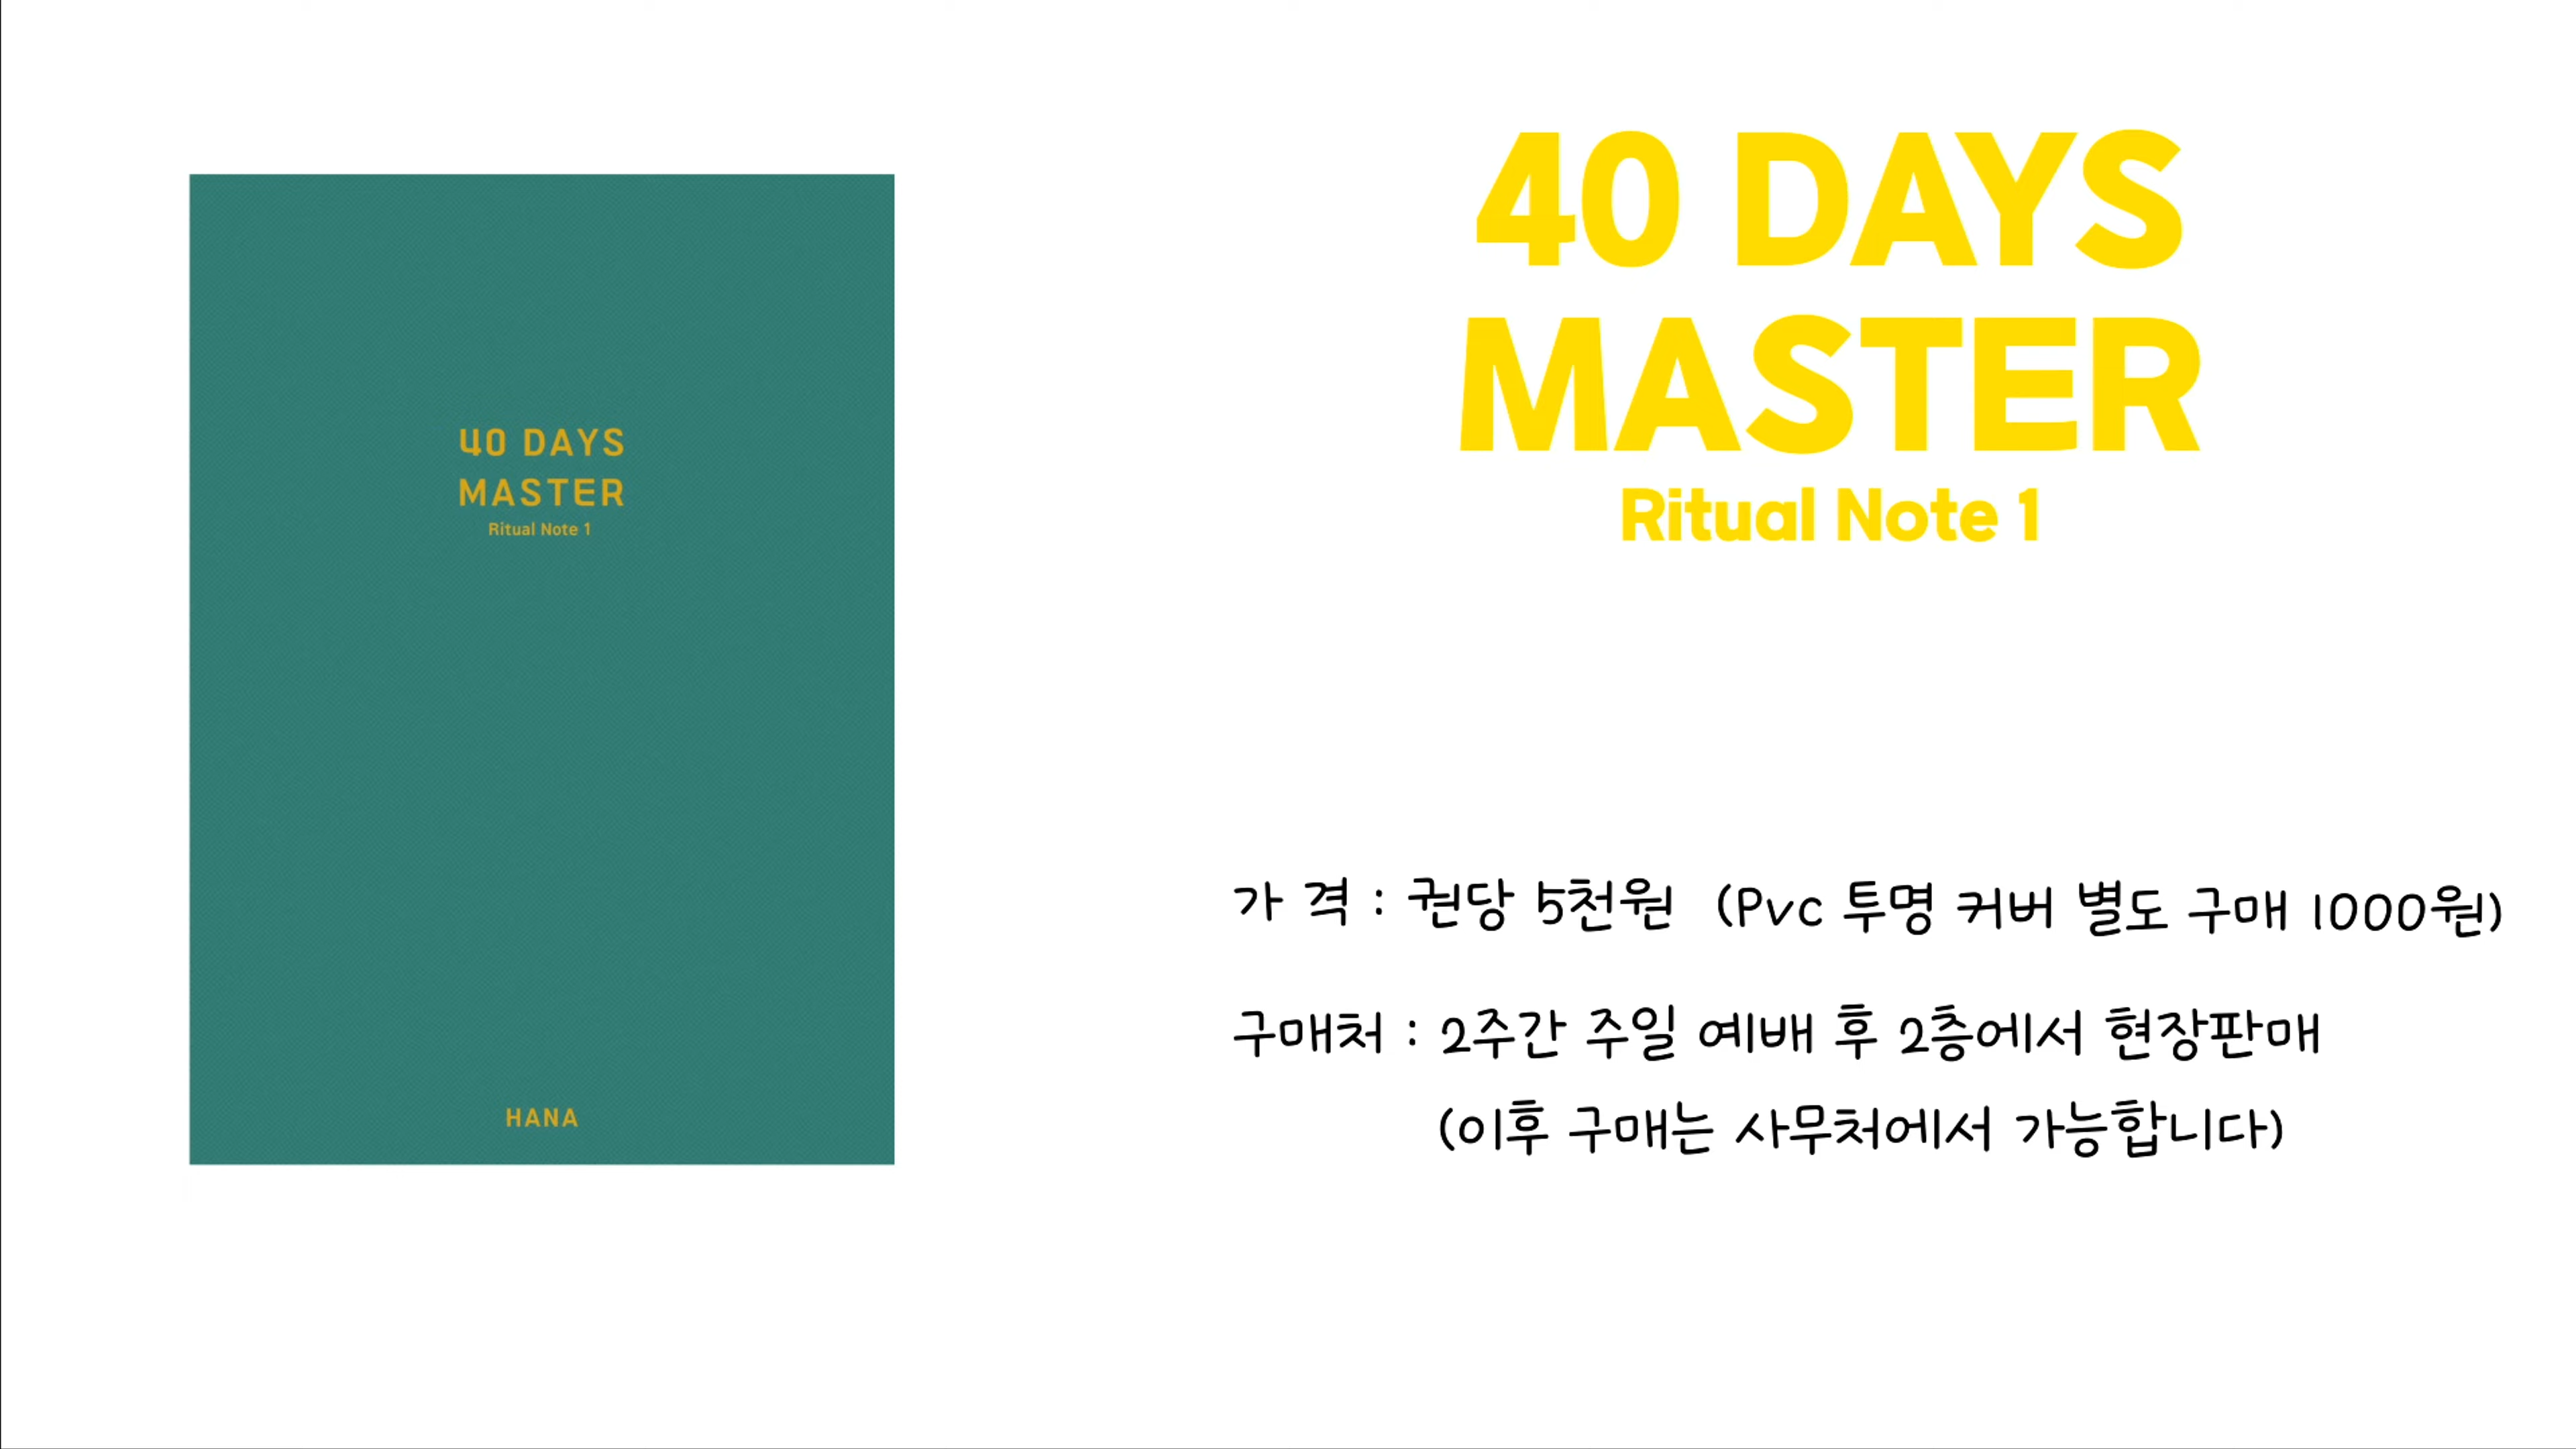 40 DAYS
MASTER
Ritual Note 1
HANA
40 DAYS
MASTER
Ritual Note 1
가 격 : 권당 5천원 (Pvc 투명 커버 별도 구매 1000원)
구매처 : 2주간 주일 예배 후 2층에서 현장판매
(이후 구매는 사무처에서 가능합니다)